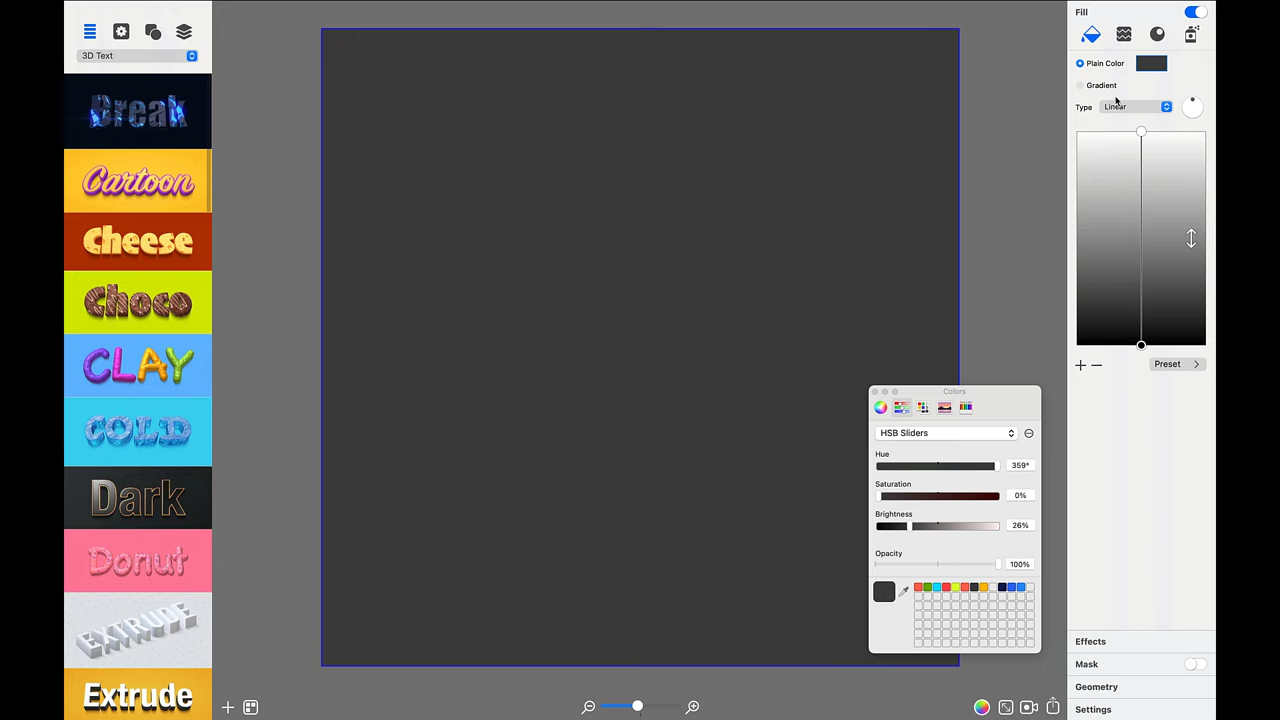 3D Text
Break
Cartoon
Cheese
Choco
CLAY
COLD
Dark
Donut
EXTRUDE
Extrude
Fill
Plain Color
Gradient
Type
Linear
Preset
Colors
HSB Sliders
Hue
359°
Saturation
0%
Brightness
26%
Opacity
100%
Effects
Mask
Geometry
Settings